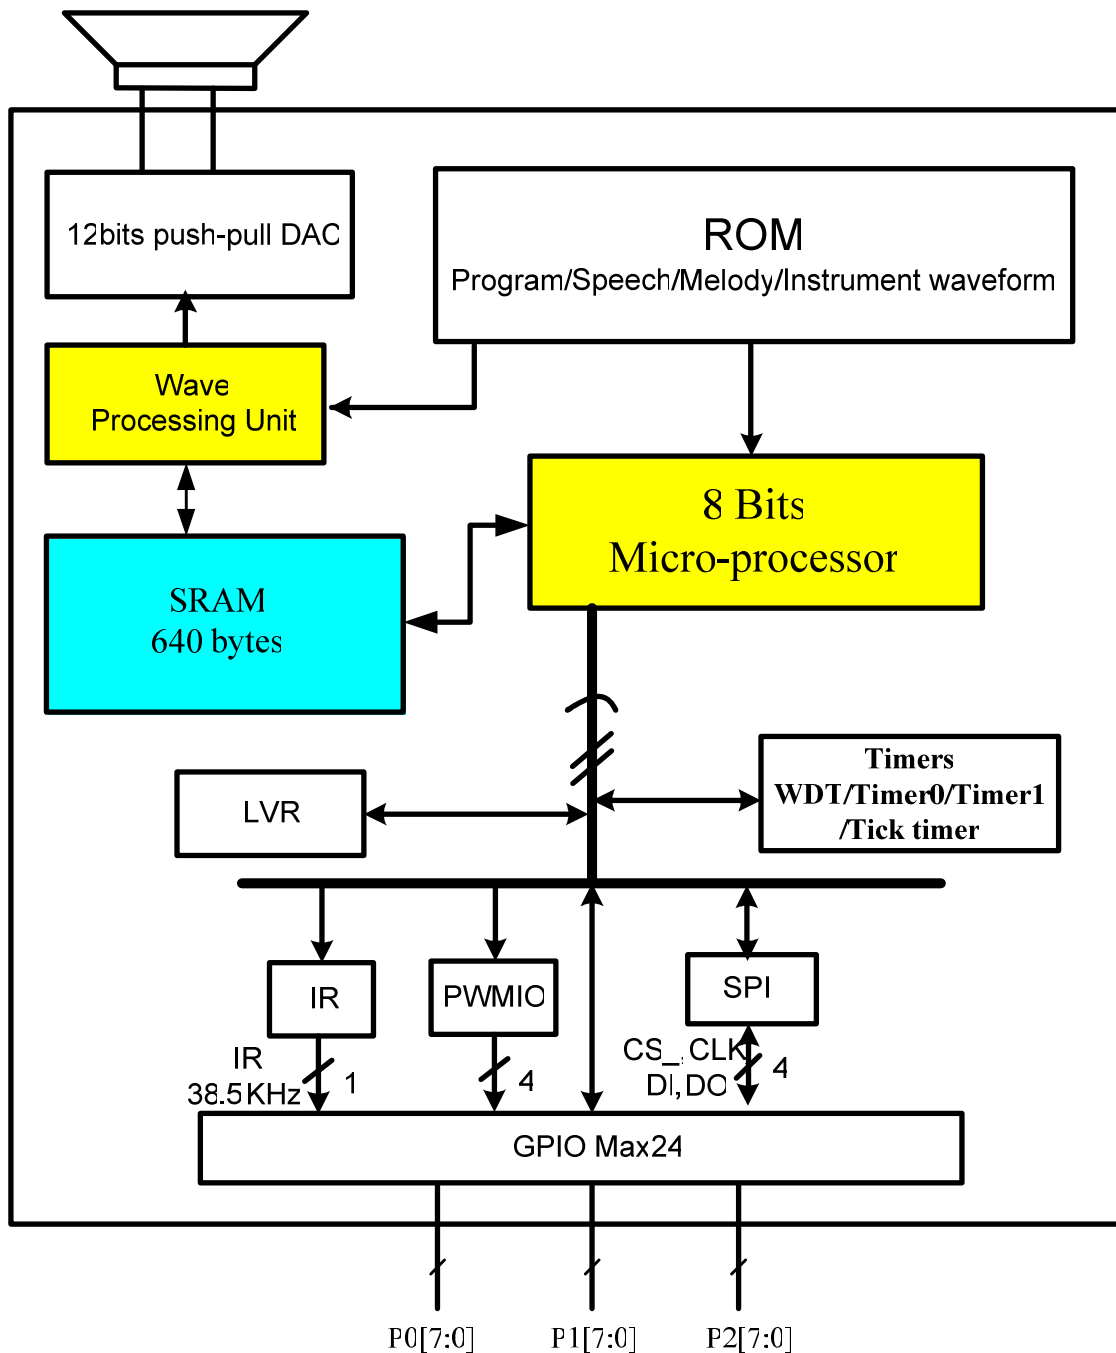 12bits push-pull DAC
ROM
Program/Speech/Melody/Instrument waveform
Wave
Processing Unit
8 Bits
Micro-processor
SRAM
640 bytes
Timers
WDT/Timer0/Timer1
/Tick timer
LVR
IR
PWMIO
SPI
IR
38.5KHz
1
4
CS_, CLK
DI, DO
4
GPIO Max24
P0[7:0]
P1[7:0]
P2[7:0]